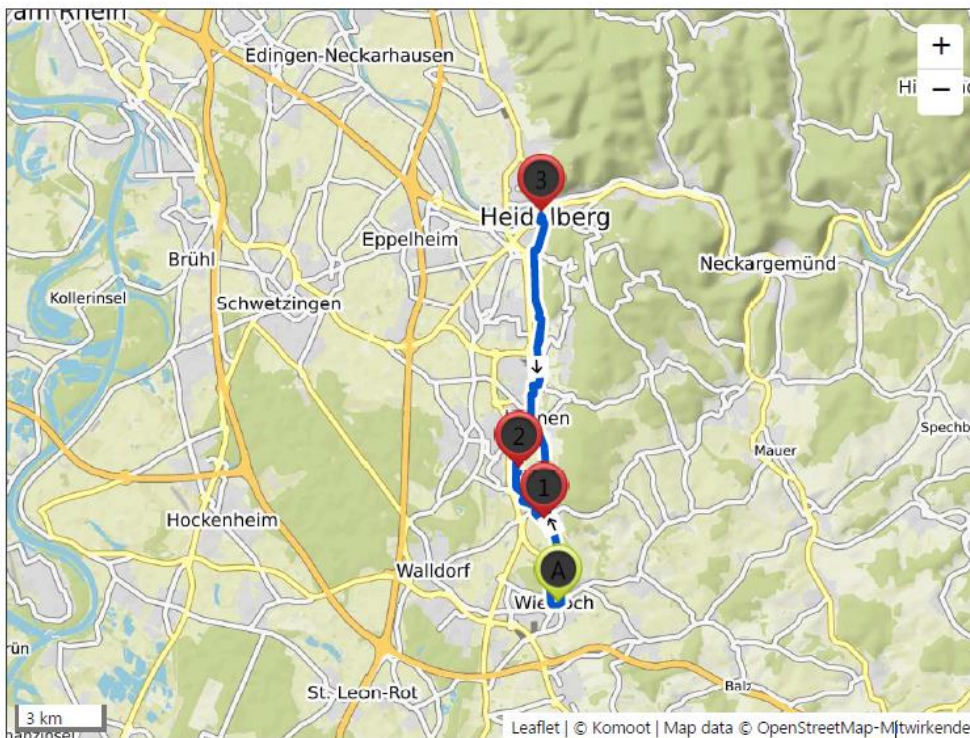 am Rhein
+
Edingen-Neckarhausen
−
3
Heidelberg
Eppelheim
Brühl
Neckargemünd
Kollerinsel
Schwetzingen
↓
2
Mauer
1
Hockenheim
↑
Walldorf
A
Wiesloch
St. Leon-Rot
Balz
3 km
Leaflet | © Komoot | Map data © OpenStreetMap-Mitwirkende